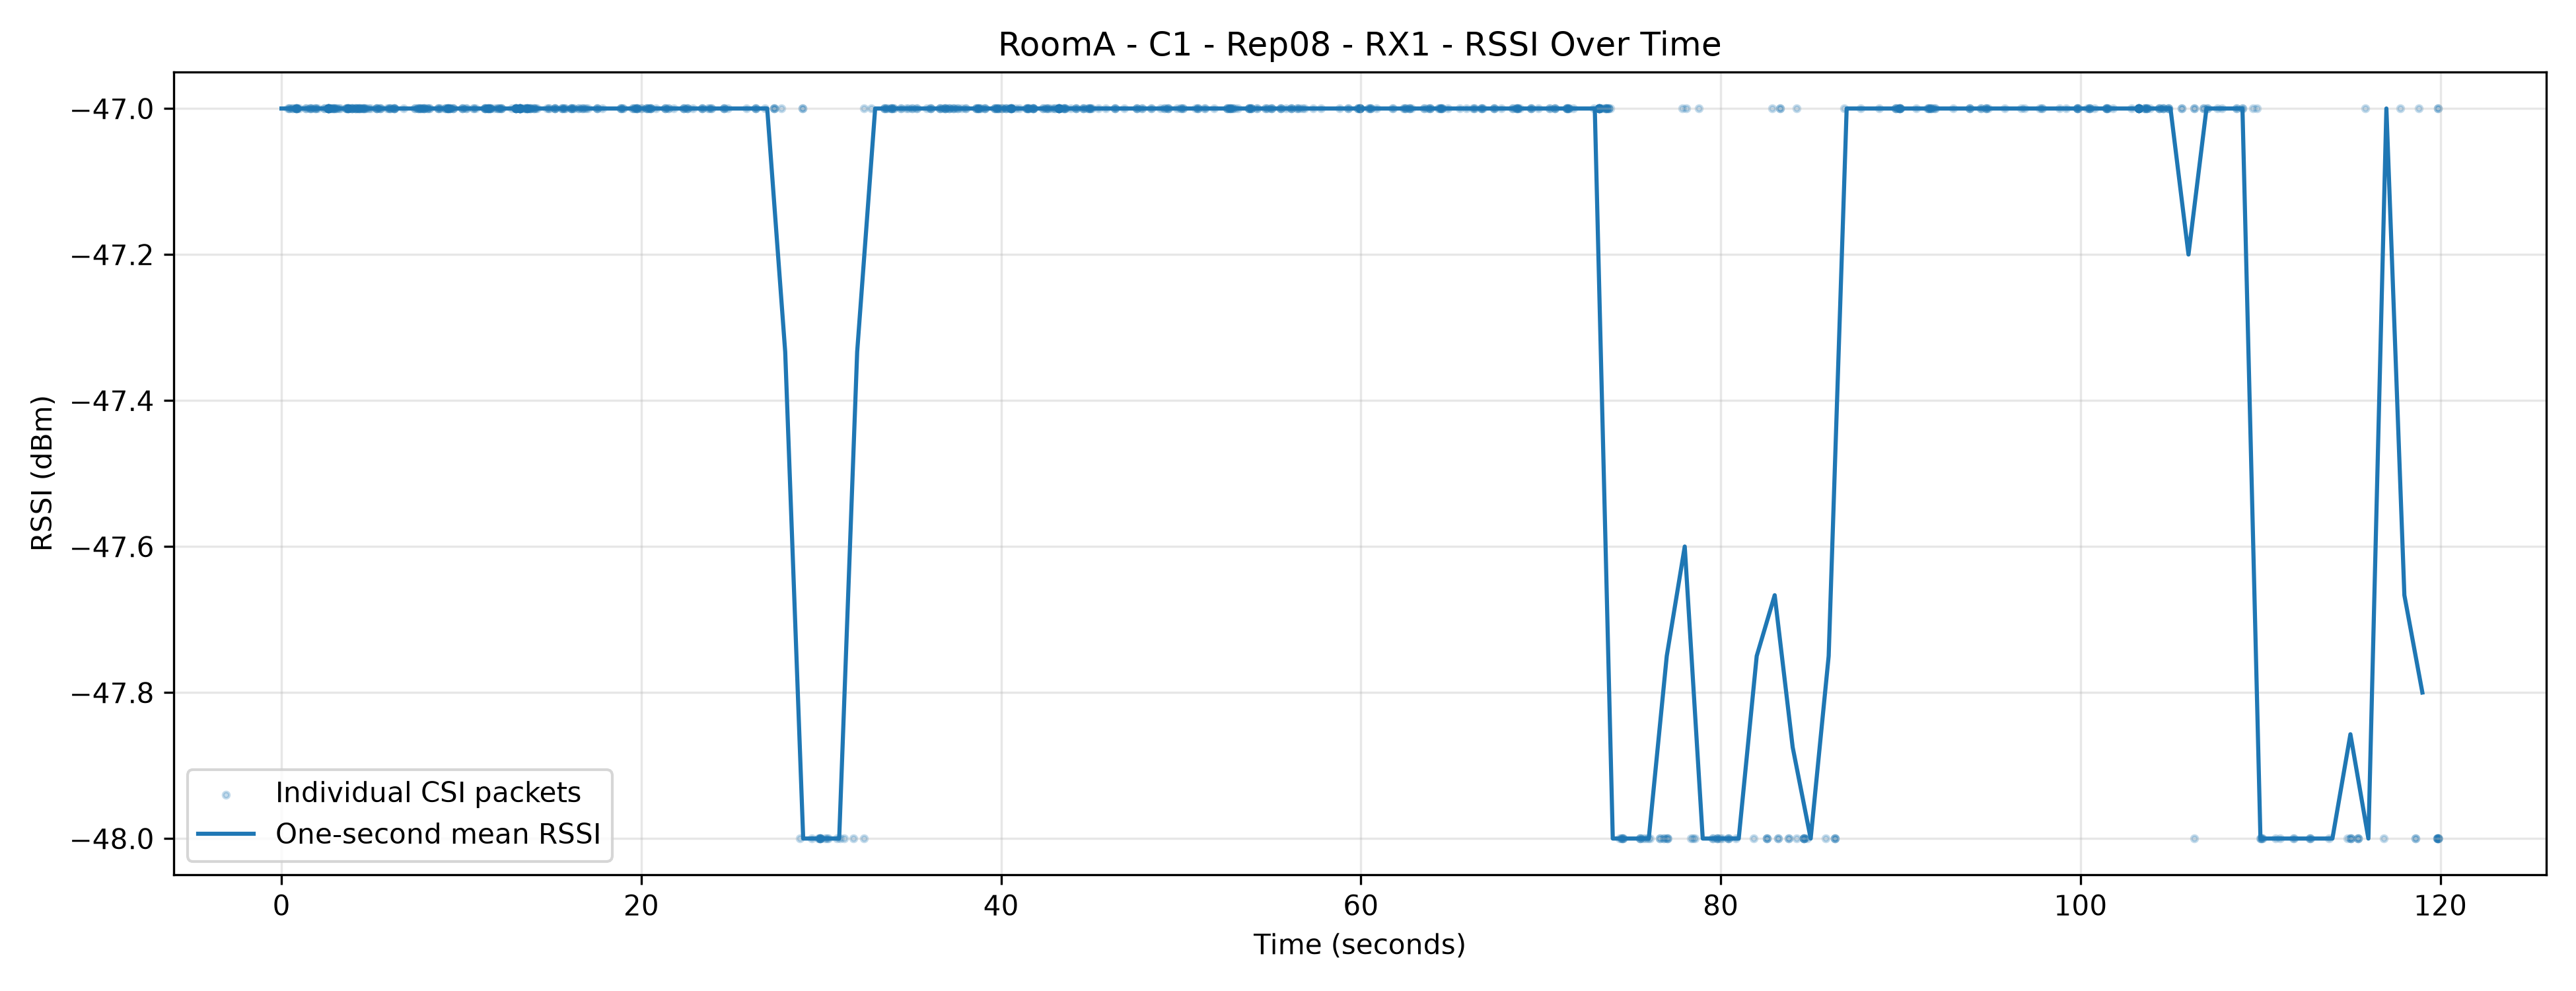 RoomA - C1 - Rep08 - RX1 - RSSI Over Time
RSSI (dBm)
−47.0
−47.2
−47.4
−47.6
−47.8
−48.0
Individual CSI packets
One-second mean RSSI
0 20 40 60 80 100 120
Time (seconds)